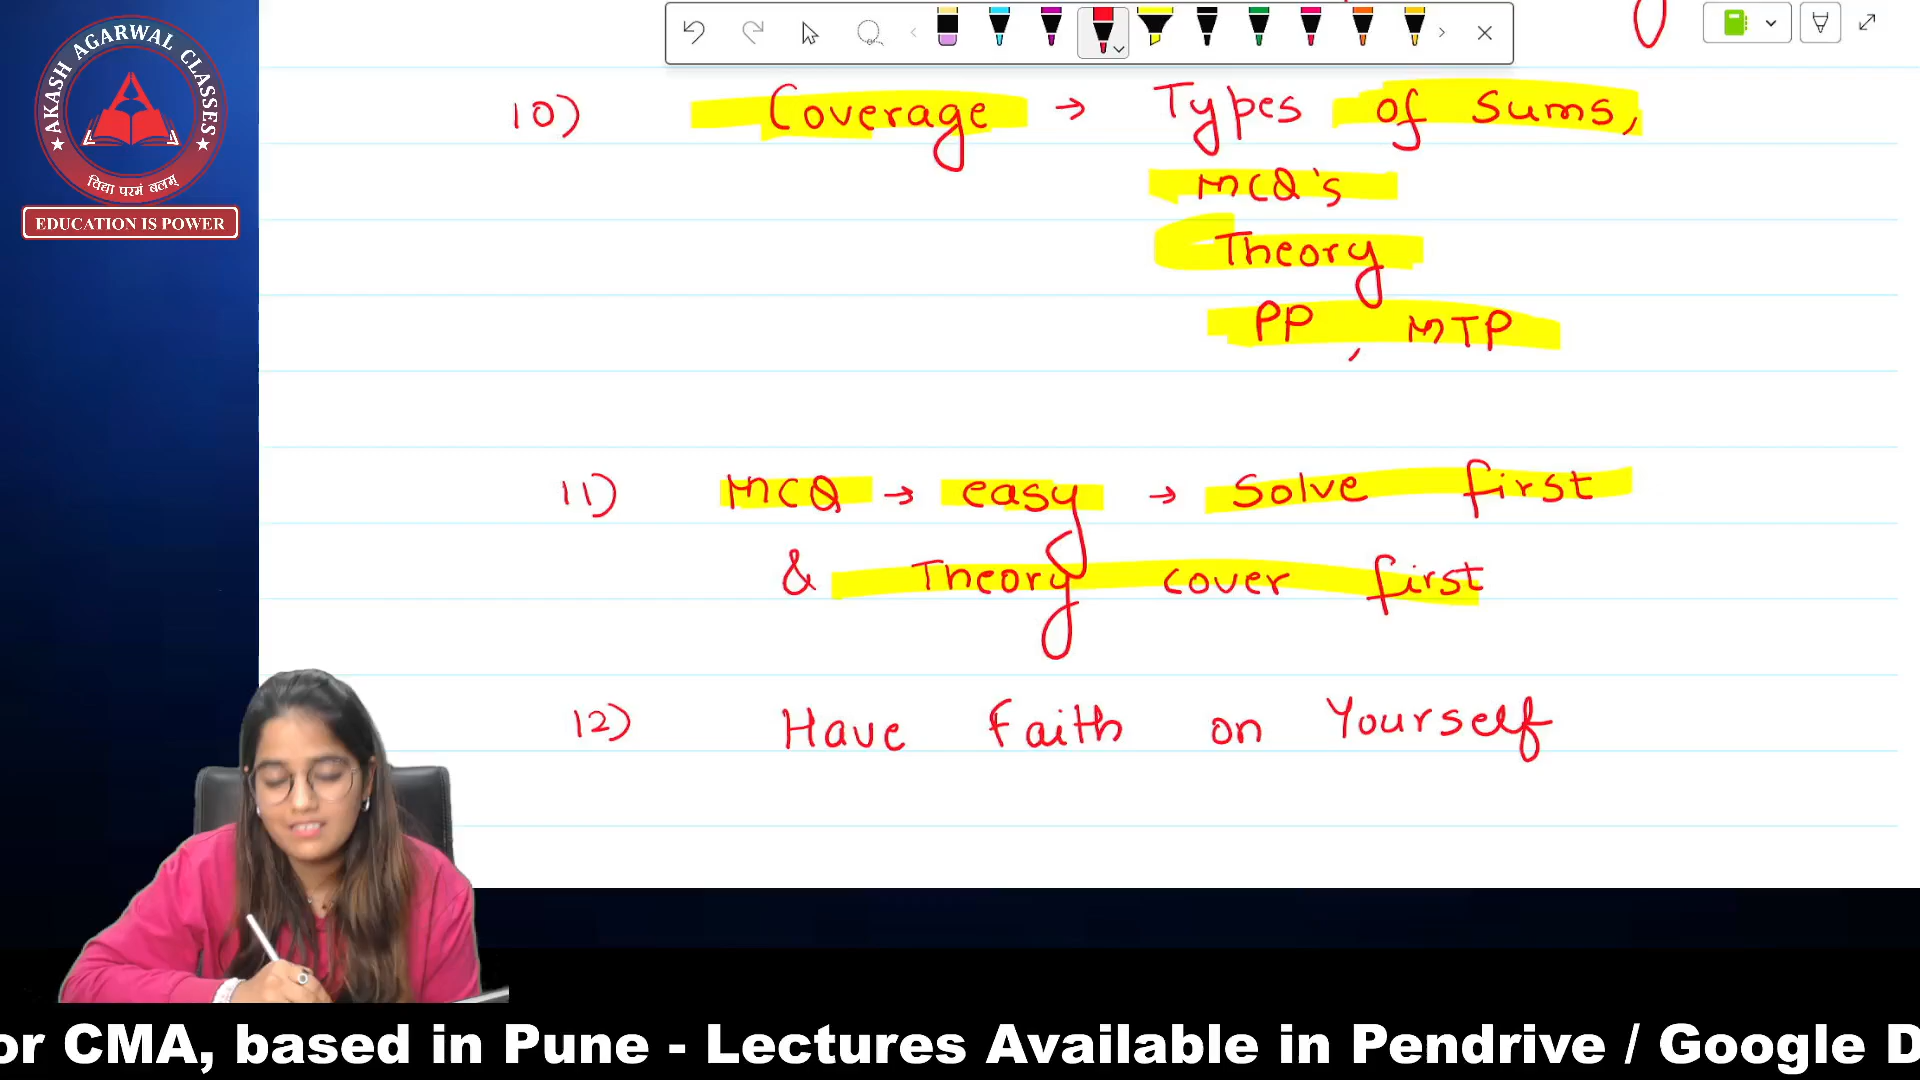 AKASH AGARWAL CLASSES
विद्या परमं बलम्
EDUCATION IS POWER
10) Coverage → Types of Sums,
MCQ's
Theory
PP, MTP
11) MCQ → easy → Solve first
& Theory cover first
12) Have Faith on Yourself
or CMA, based in Pune - Lectures Available in Pendrive / Google D